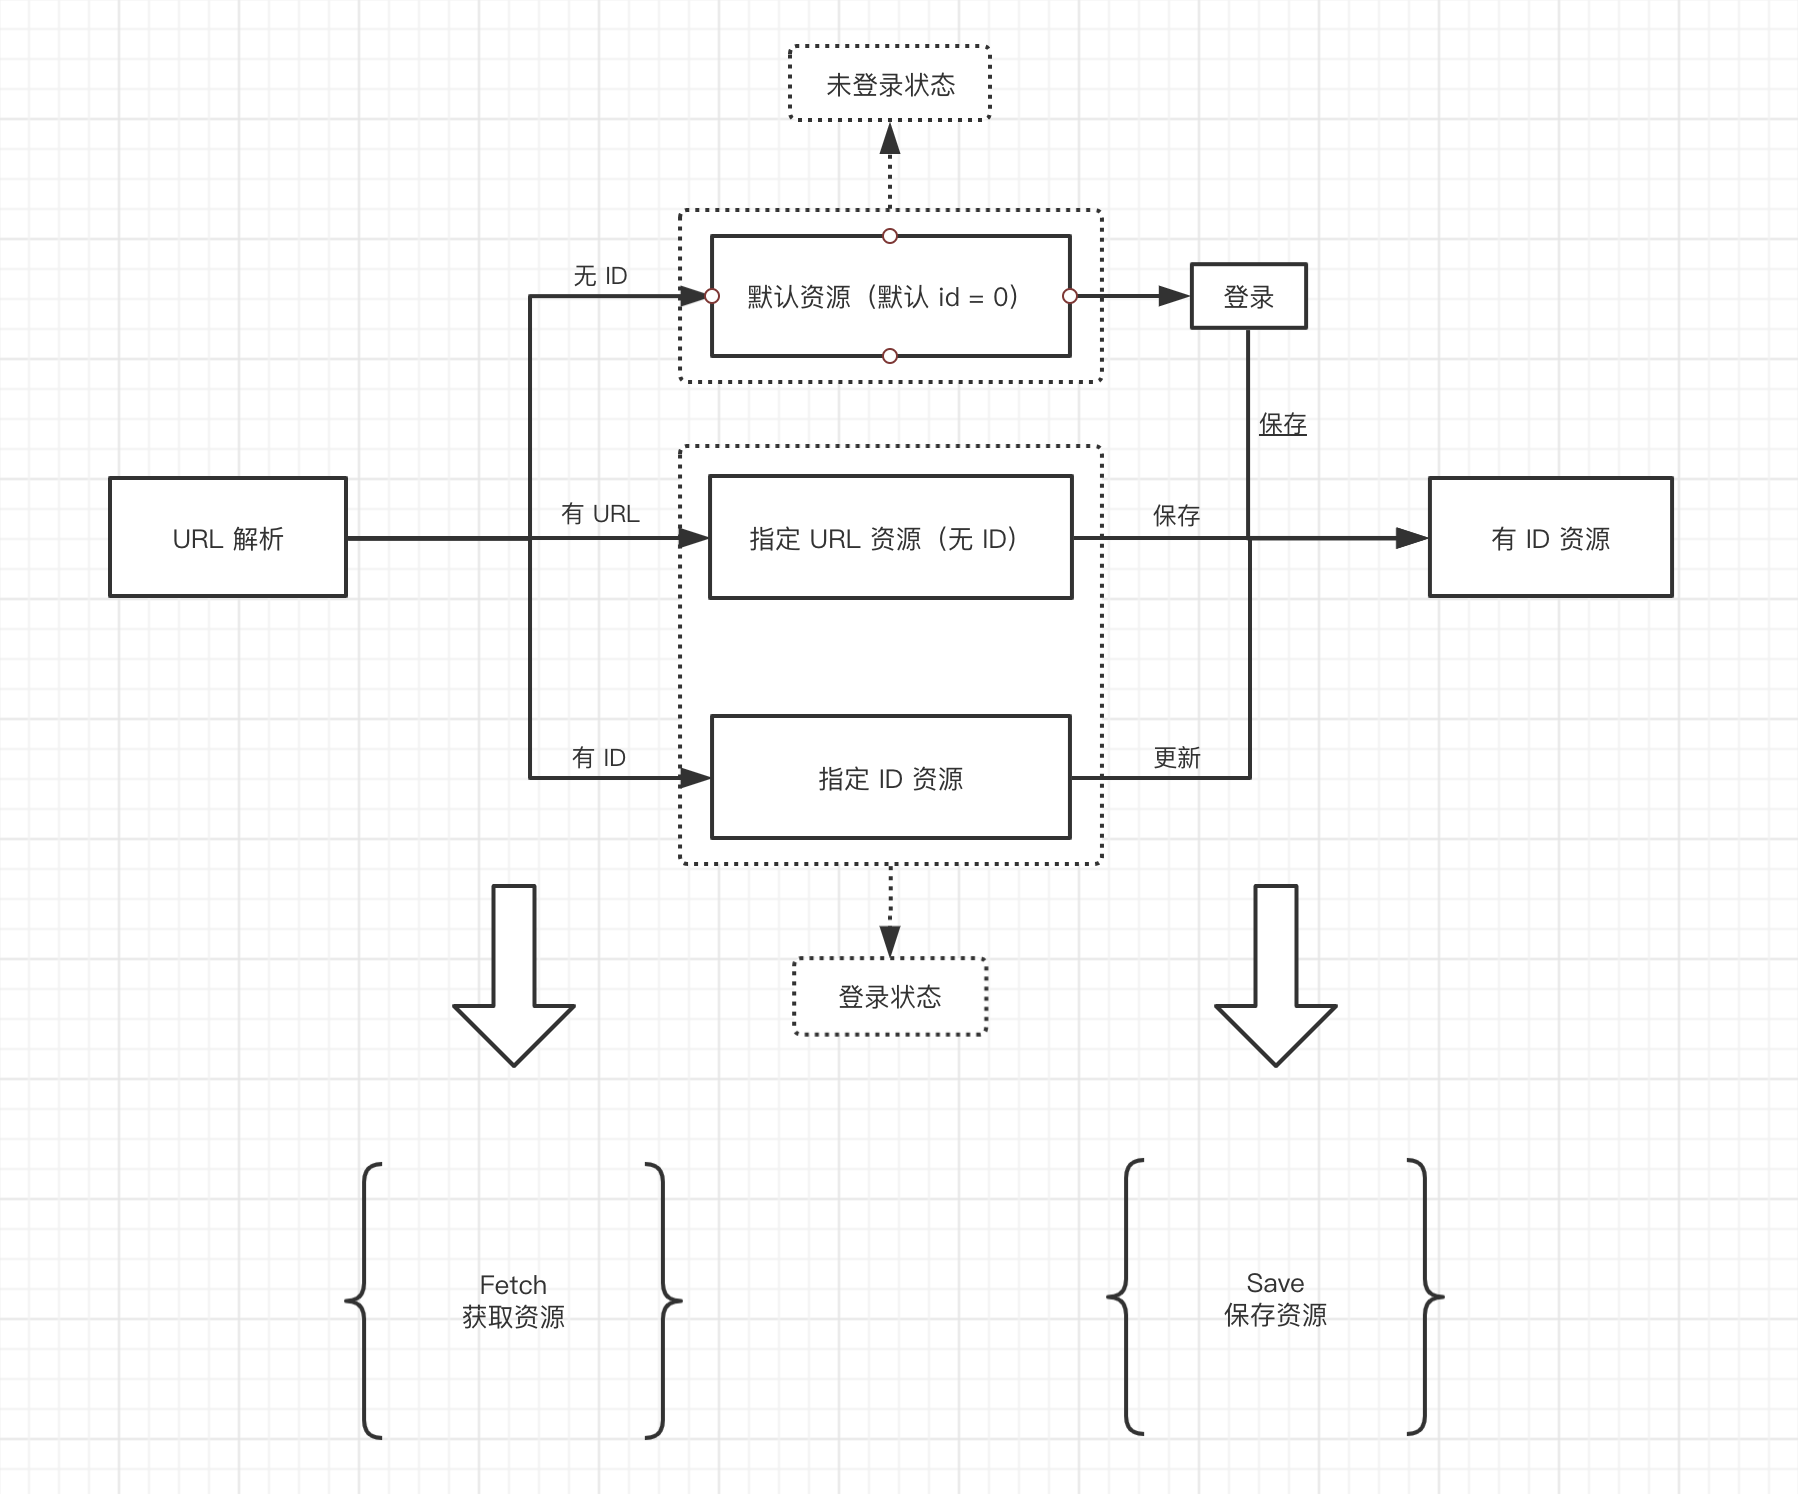 未登录状态
无 ID
默认资源（默认 id = 0）
登录
保存
URL 解析
有 URL
指定 URL 资源（无 ID）
保存
有 ID 资源
有 ID
指定 ID 资源
更新
登录状态
Fetch
获取资源
Save
保存资源